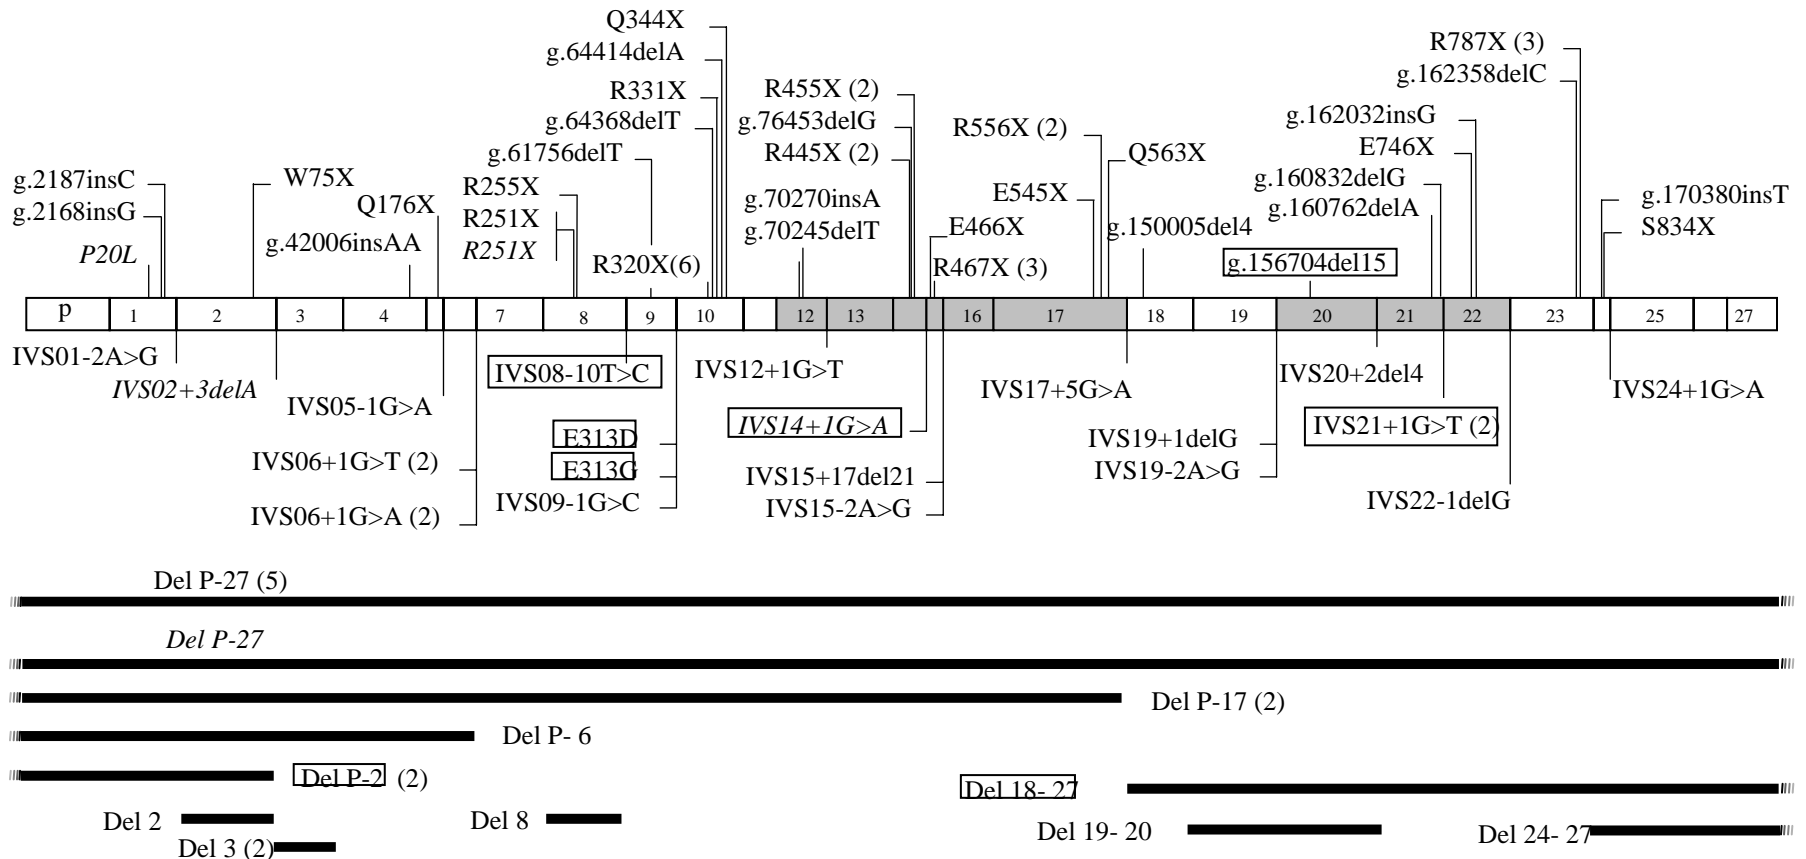 Q344X
g.64414delA
R331X
g.64368delT
g.61756delT
R455X (2)
g.76453delG
R445X (2)
g.70270insA
g.70245delT
R556X (2)
Q563X
E545X
g.150005del4
R787X (3)
g.162358delC
g.162032insG
E746X
g.160832delG
g.160762delA
g.156704del15
g.170380insT
S834X
g.2187insC
g.2168insG
P20L
W75X
Q176X
g.42006insAA
R255X
R251X
R251X
R320X(6)
E466X
R467X (3)
p 1 2 3 4 7 8 9 10 12 13 16 17 18 19 20 21 22 23 25 27
IVS01-2A>G
IVS02+3delA
IVS05-1G>A
IVS06+1G>T (2)
IVS06+1G>A (2)
IVS08-10T>C
E313D
E313G
IVS09-1G>C
IVS12+1G>T
IVS14+1G>A
IVS15+17del21
IVS15-2A>G
IVS17+5G>A
IVS19+1delG
IVS19-2A>G
IVS20+2del4
IVS21+1G>T (2)
IVS22-1delG
IVS24+1G>A
Del P-27 (5)
Del P-27
Del P-17 (2)
Del P- 6
Del P-2 (2)
Del 18- 27
Del 2
Del 8
Del 19- 20
Del 24- 27
Del 3 (2)